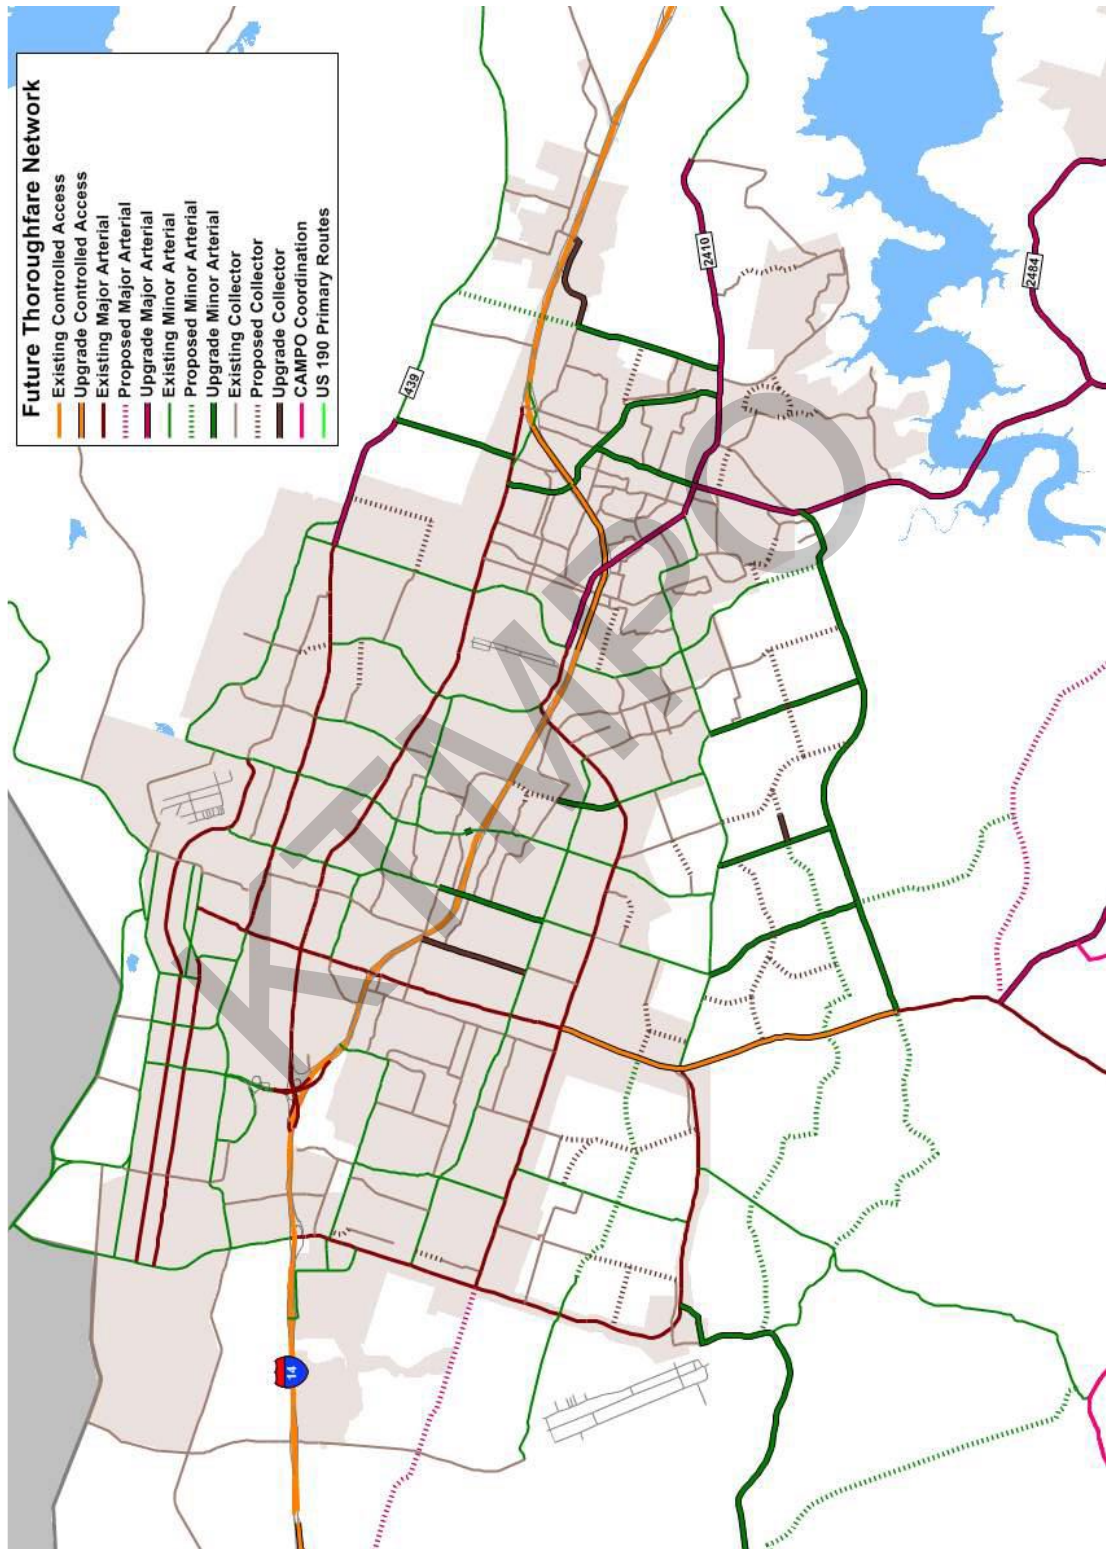 Future Thoroughfare Network
Existing Controlled Access
Upgrade Controlled Access
Existing Major Arterial
Proposed Major Arterial
Upgrade Major Arterial
Existing Minor Arterial
Proposed Minor Arterial
Upgrade Minor Arterial
Existing Collector
Proposed Collector
Upgrade Collector
CAMPO Coordination
US 190 Primary Routes
439
2410
2484
14
KTMPO